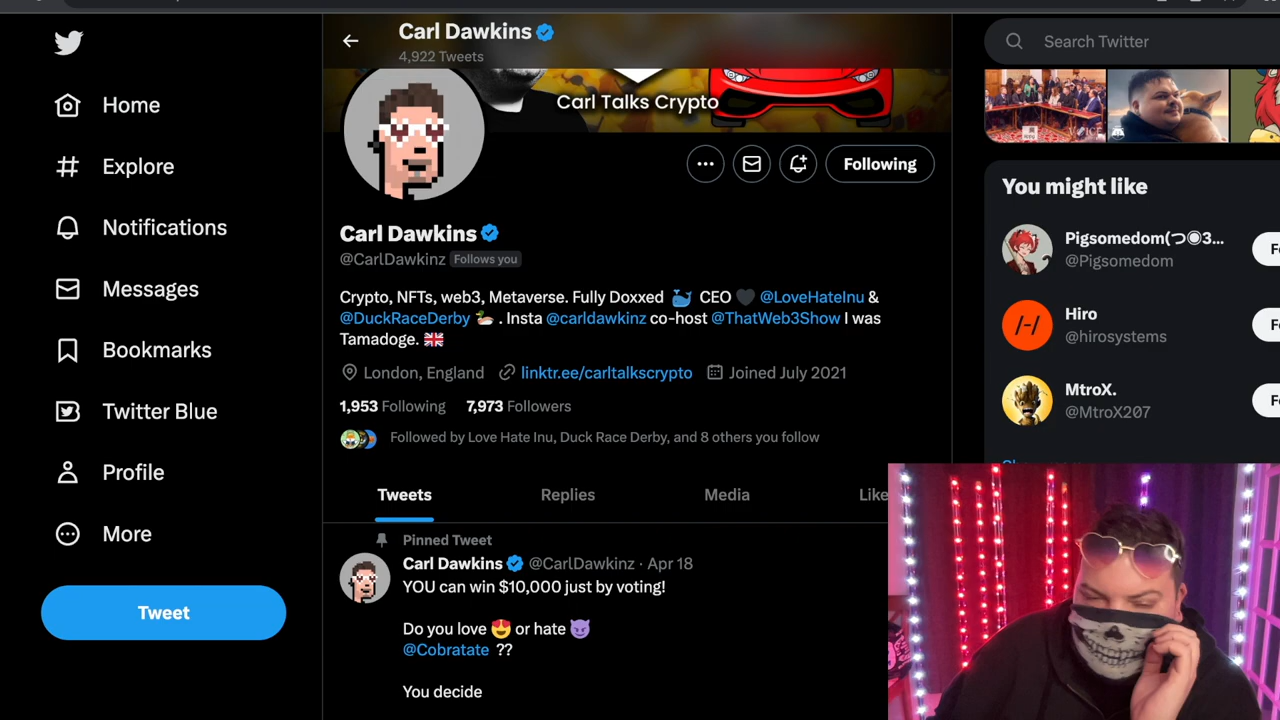 Carl Dawkins
4,922 Tweets
Search Twitter
Carl Talks Crypto
Home
Explore
Notifications
Messages
Bookmarks
Twitter Blue
Profile
More
Tweet
Following
Carl Dawkins
@CarlDawkinz Follows you
Crypto, NFTs, web3, Metaverse. Fully Doxxed 🐳 CEO 🖤 @LoveHateInu &
@DuckRaceDerby 🦆 . Insta @carldawkinz co-host @ThatWeb3Show I was
Tamadoge. 🇬🇧
London, England linktr.ee/carltalkscrypto Joined July 2021
1,953 Following 7,973 Followers
Followed by Love Hate Inu, Duck Race Derby, and 8 others you follow
Tweets Replies Media Like
Pinned Tweet
Carl Dawkins @CarlDawkinz · Apr 18
YOU can win $10,000 just by voting!
Do you love 😍 or hate 😈
@Cobratate ??
You decide
You might like
Pigsomedom(つ◉3...
@Pigsomedom
Hiro
@hirosystems
/-/
MtroX.
@MtroX207